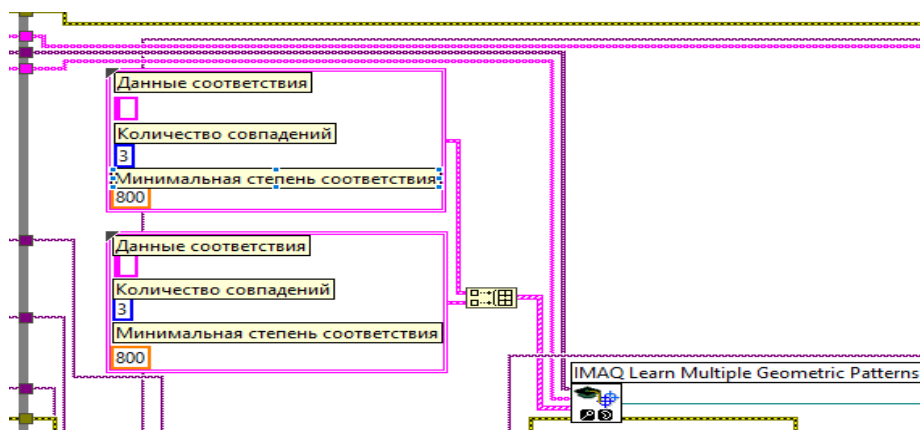 Данные соответствия
Количество совпадений
3
Минимальная степень соответствия
800
Данные соответствия
Количество совпадений
3
Минимальная степень соответствия
800
IMAQ Learn Multiple Geometric Patterns